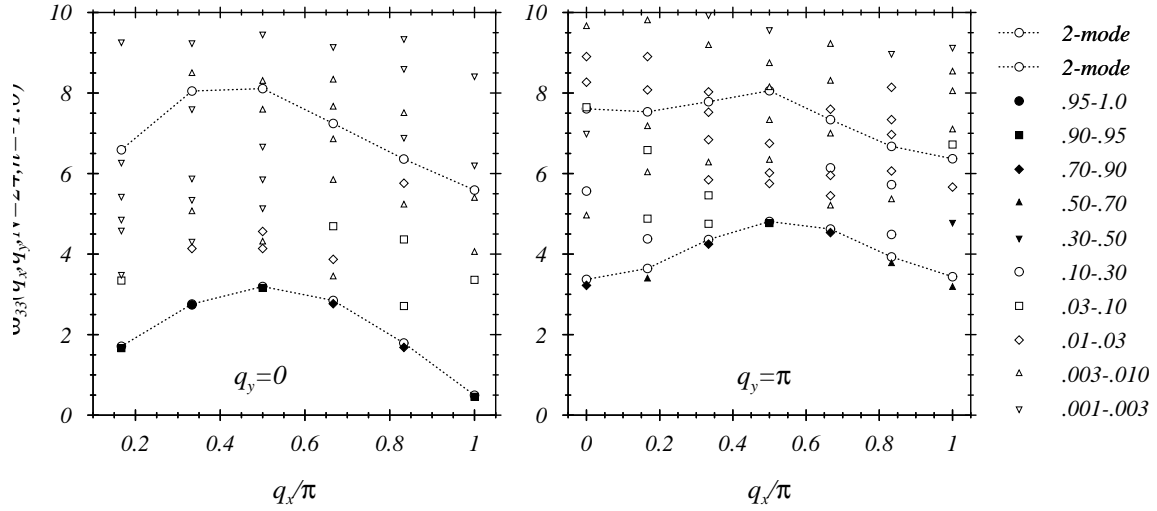 10
8
6
4
2
0
0.2 0.4 0.6 0.8 1
q_x/π
q_y=0
10
8
6
4
2
0
0 0.2 0.4 0.6 0.8 1
q_x/π
q_y=π
2-mode
2-mode
.95-1.0
.90-.95
.70-.90
.50-.70
.30-.50
.10-.30
.03-.10
.01-.03
.003-.010
.001-.003